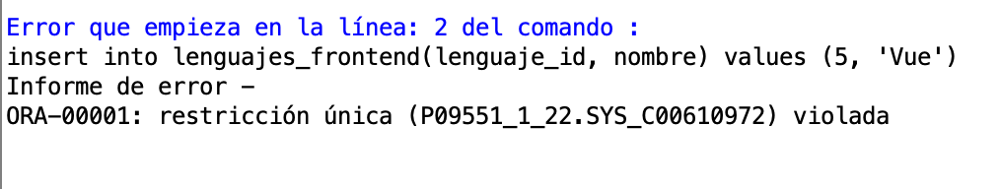 Error que empieza en la línea: 2 del comando :
insert into lenguajes_frontend(lenguaje_id, nombre) values (5, 'Vue')
Informe de error -
ORA-00001: restricción única (P09551_1_22.SYS_C00610972) violada